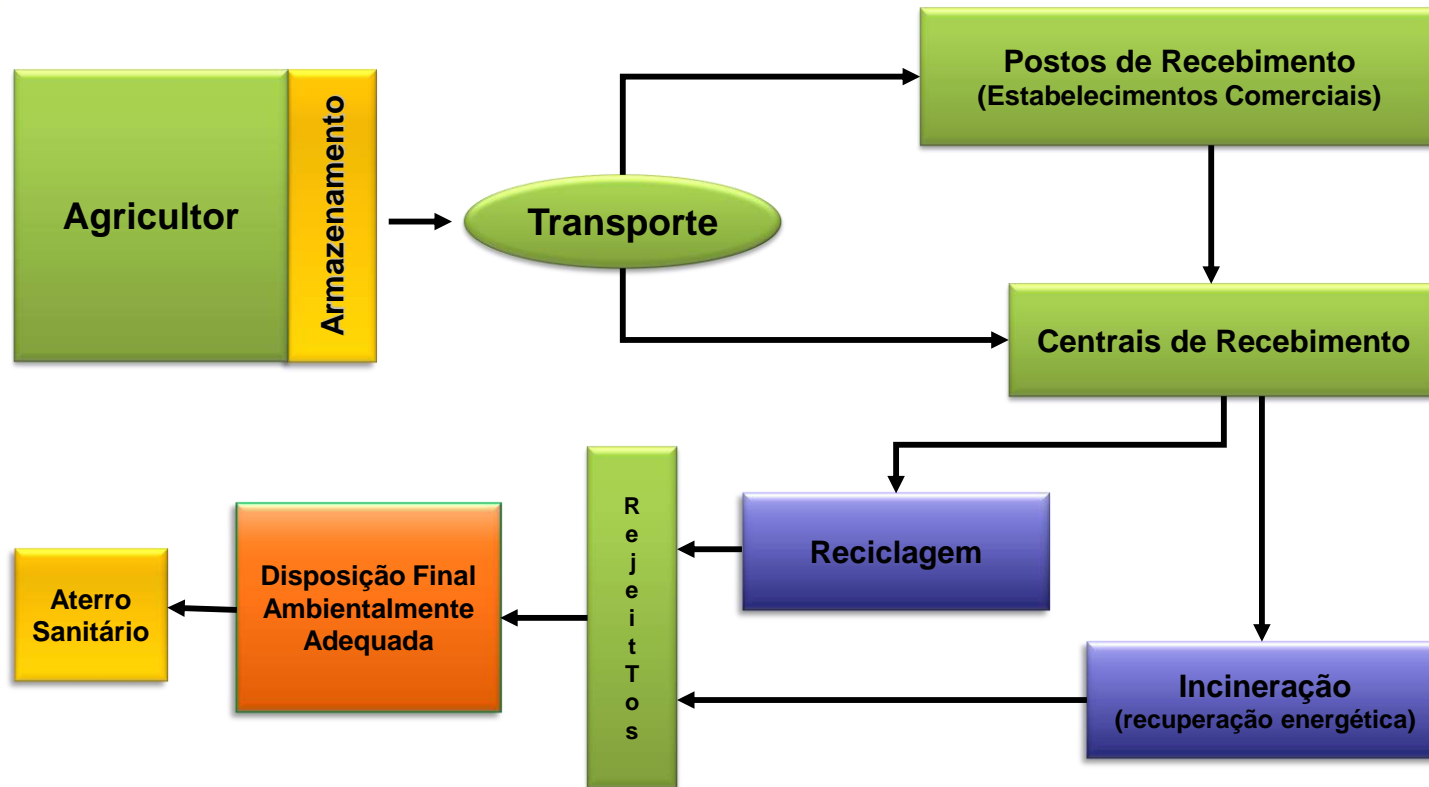 Agricultor
Armazenamento
Transporte
Postos de Recebimento
(Estabelecimentos Comerciais)
Centrais de Recebimento
Reciclagem
Incineração
(recuperação energética)
RejeitTos
Disposição Final
Ambientalmente
Adequada
Aterro
Sanitário